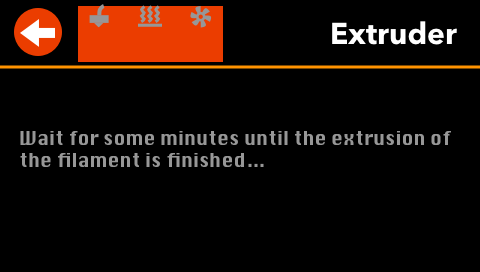 Extruder
Wait for some minutes until the extrusion of
the filament is finished...